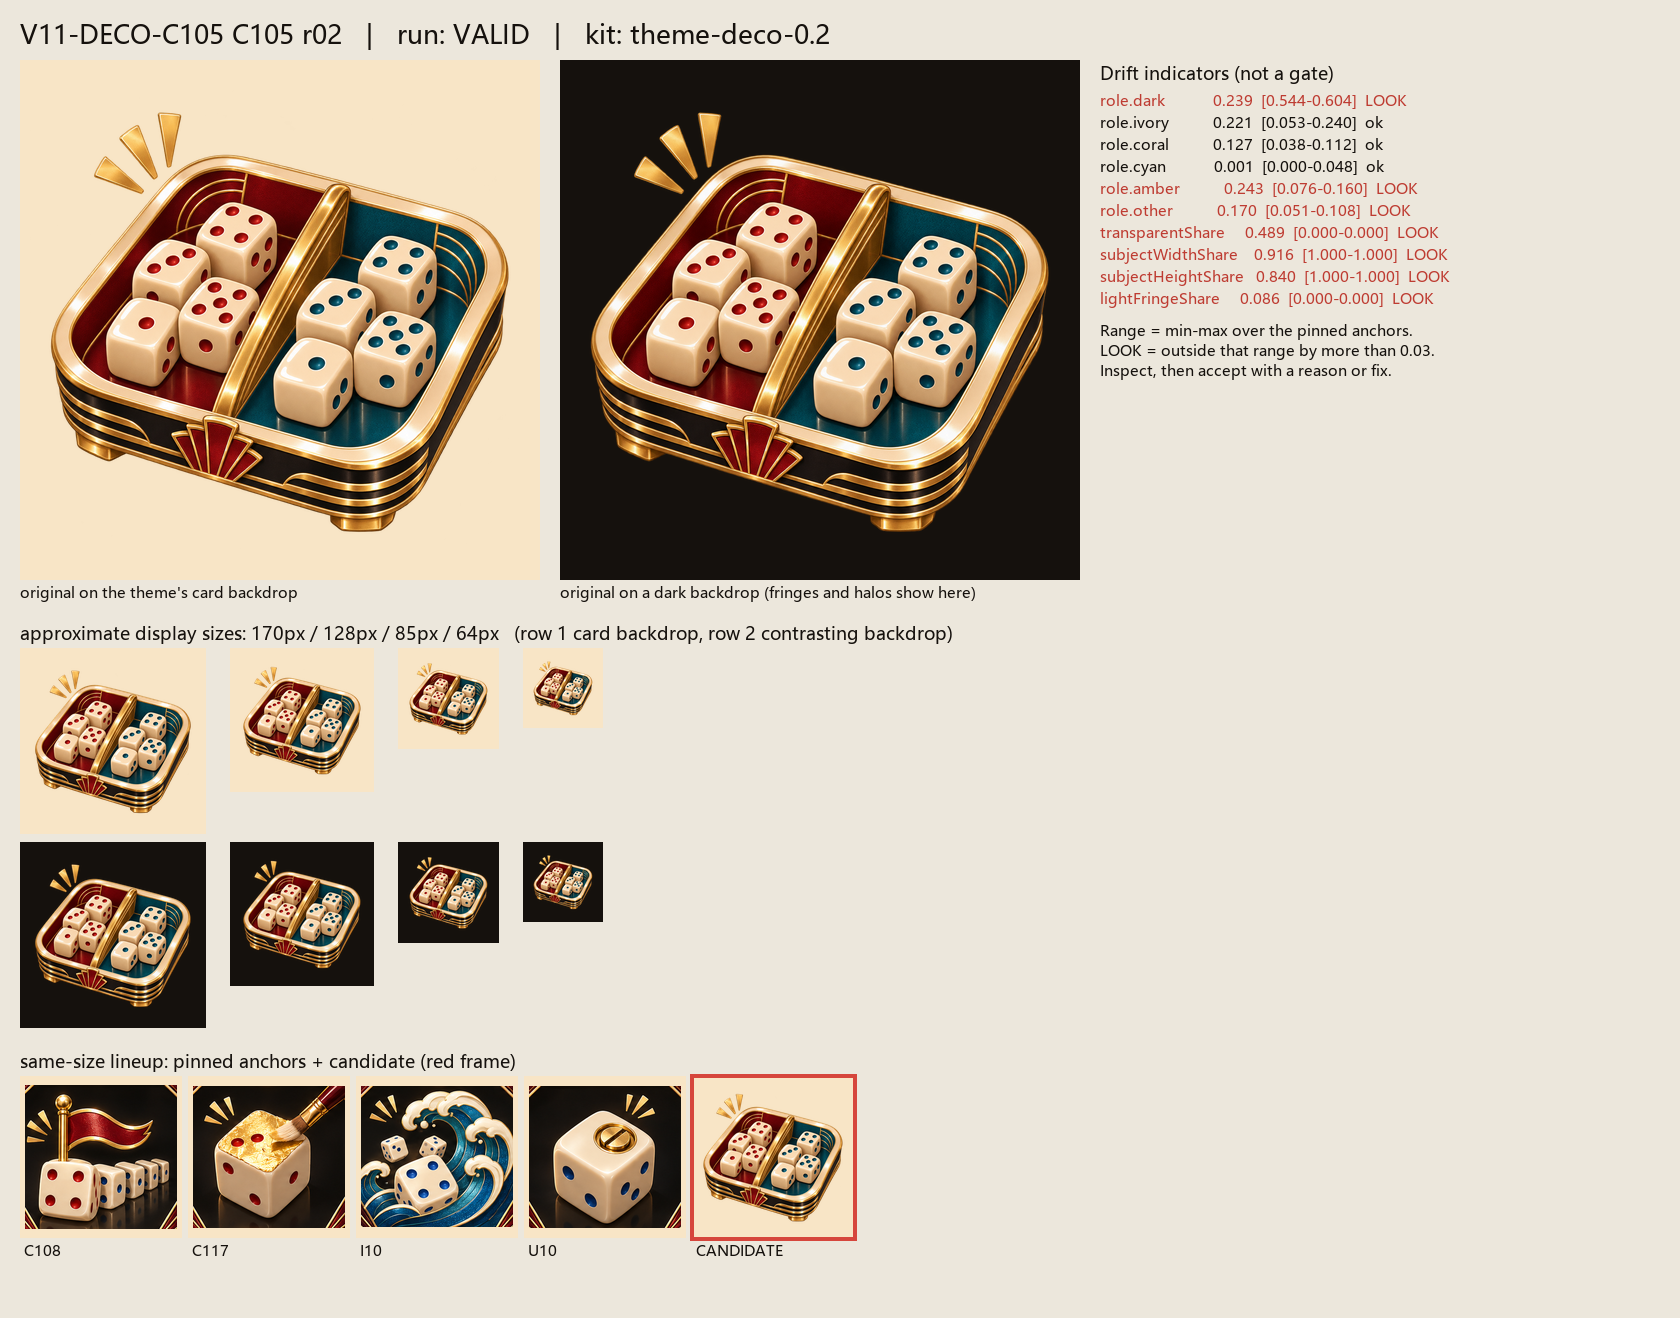 V11-DECO-C105 C105 r02 | run: VALID | kit: theme-deco-0.2
Drift indicators (not a gate)
role.dark 0.239 [0.544-0.604] LOOK
role.ivory 0.221 [0.053-0.240] ok
role.coral 0.127 [0.038-0.112] ok
role.cyan 0.001 [0.000-0.048] ok
role.amber 0.243 [0.076-0.160] LOOK
role.other 0.170 [0.051-0.108] LOOK
transparentShare 0.489 [0.000-0.000] LOOK
subjectWidthShare 0.916 [1.000-1.000] LOOK
subjectHeightShare 0.840 [1.000-1.000] LOOK
lightFringeShare 0.086 [0.000-0.000] LOOK
Range = min-max over the pinned anchors.
LOOK = outside that range by more than 0.03.
Inspect, then accept with a reason or fix.
original on the theme's card backdrop
original on a dark backdrop (fringes and halos show here)
approximate display sizes: 170px / 128px / 85px / 64px (row 1 card backdrop, row 2 contrasting backdrop)
same-size lineup: pinned anchors + candidate (red frame)
C108
C117
I10
U10
CANDIDATE